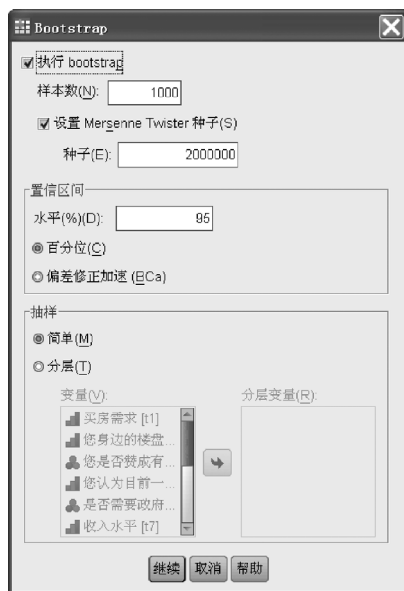 Bootstrap
执行 bootstrap
样本数(N): 1000
设置 Mersenne Twister 种子(S)
种子(E): 2000000
置信区间
水平(%)(D): 95
百分位(C)
偏差修正加速 (BCa)
抽样
简单(M)
分层(T)
变量(V): 分层变量(R):
买房需求 [t1]
您身边的楼盘...
您是否赞成有...
您认为目前一...
是否需要政府...
收入水平 [t7]
继续 取消 帮助